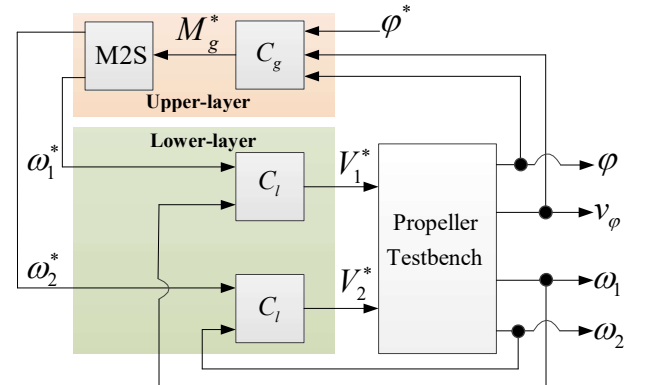 M2S
M_g^*
C_g
φ^*
Upper-layer
Lower-layer
ω_1^*
C_l
V_1^*
Propeller
Testbench
φ
v_φ
ω_2^*
C_l
V_2^*
ω_1
ω_2